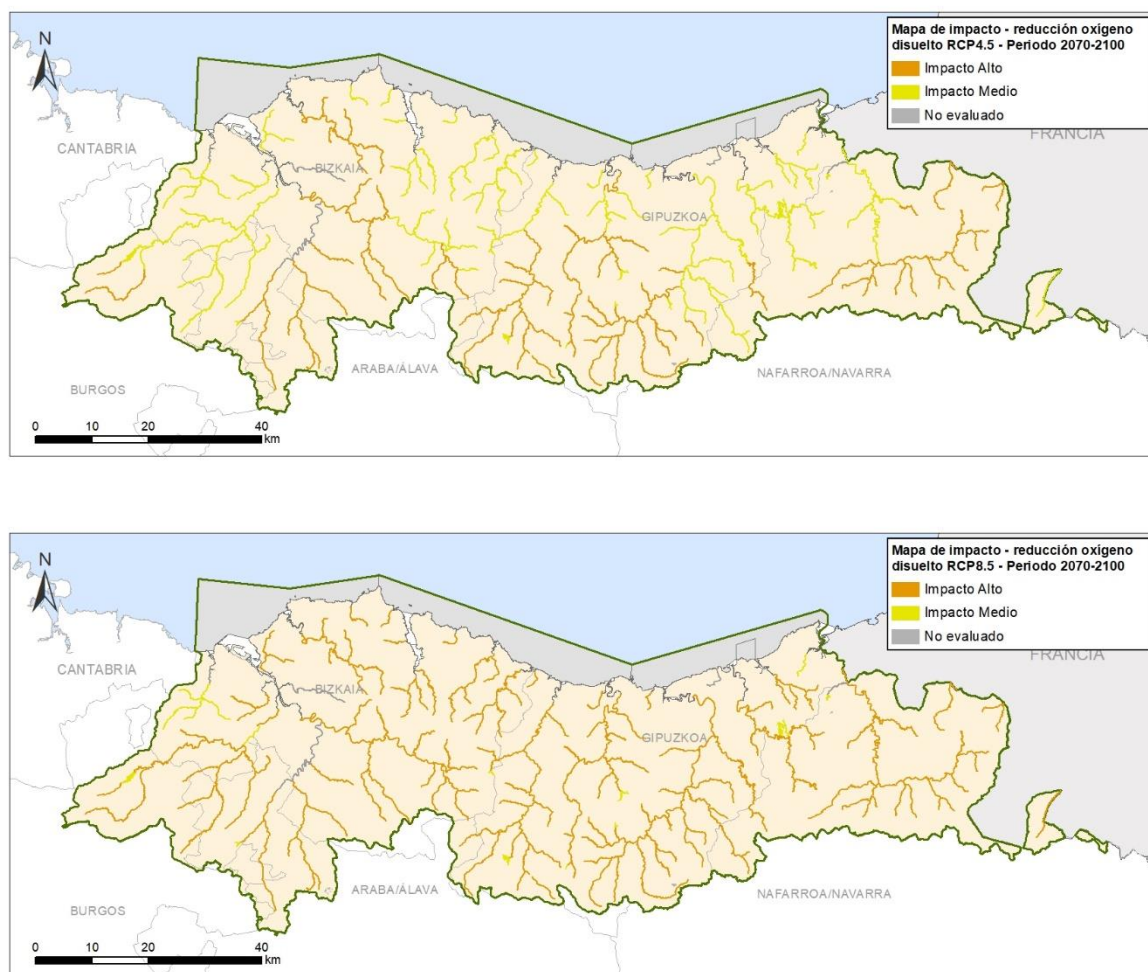 Mapa de impacto - reducción oxígeno
disuelto RCP4.5 - Periodo 2070-2100
Impacto Alto
Impacto Medio
No evaluado
N
CANTABRIA
FRANCIA
BIZKAIA
GIPUZKOA
ARABA/ÁLAVA
NAFARROA/NAVARRA
BURGOS
0 10 20 40
km
Mapa de impacto - reducción oxígeno
disuelto RCP8.5 - Periodo 2070-2100
Impacto Alto
Impacto Medio
No evaluado
N
CANTABRIA
FRANCIA
BIZKAIA
GIPUZKOA
ARABA/ÁLAVA
NAFARROA/NAVARRA
BURGOS
0 10 20 40
km